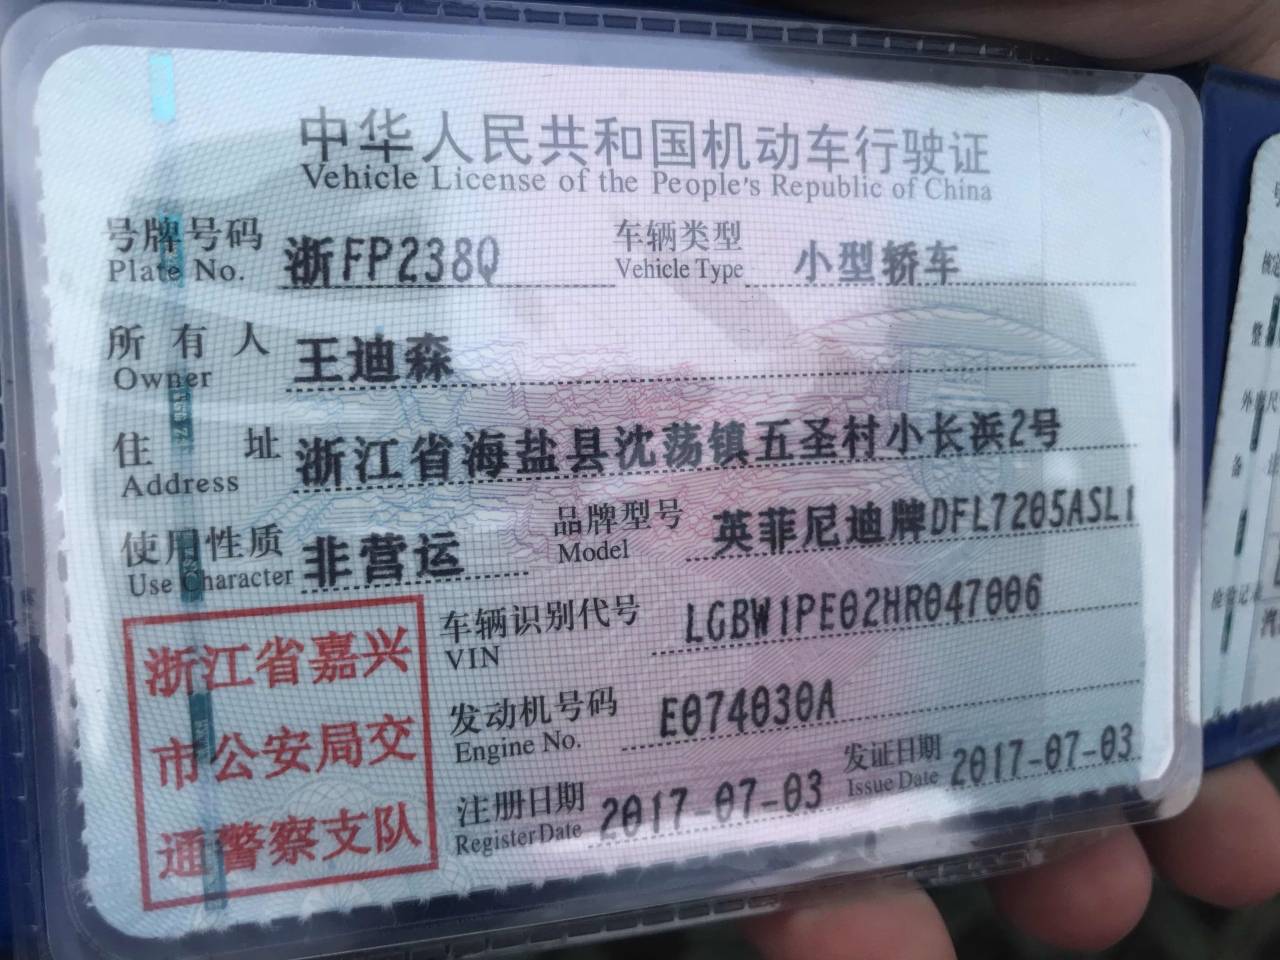 中华人民共和国机动车行驶证
Vehicle License of the People's Republic of China
号牌号码 浙FP238Q 车辆类型 小型轿车
Plate No. Vehicle Type
所有人 王迪森
Owner
住址 浙江省海盐县沈荡镇五圣村小长浜2号
Address
使用性质 非营运 品牌型号 英菲尼迪牌DFL7205ASL1
Use Character Model
浙江省嘉兴
市公安局交
通警察支队
车辆识别代号 LGBW1PE02HR047006
VIN
发动机号码 E074030A
Engine No.
注册日期 2017-07-03 发证日期 2017-07-03
Register Date Issue Date